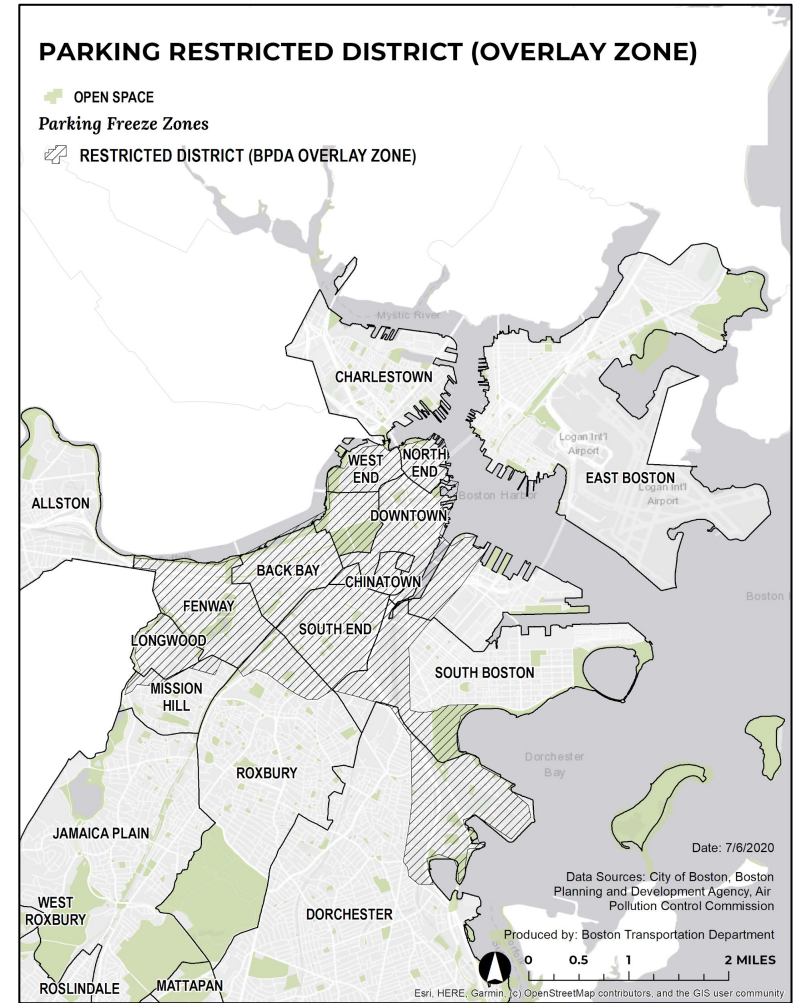 PARKING RESTRICTED DISTRICT (OVERLAY ZONE)
OPEN SPACE
Parking Freeze Zones
RESTRICTED DISTRICT (BPDA OVERLAY ZONE)
Mystic River
CHARLESTOWN
Logan Int'l
Airport
EAST BOSTON
Logan Int'l
Airport
WEST
END
NORTH
END
Boston Harbor
ALLSTON
DOWNTOWN
BACK BAY
CHINATOWN
Boston
FENWAY
SOUTH END
LONGWOOD
SOUTH BOSTON
MISSION
HILL
Dorchester
Bay
ROXBURY
JAMAICA PLAIN
Date: 7/6/2020
Data Sources: City of Boston, Boston
Planning and Development Agency, Air
Pollution Control Commission
WEST
ROXBURY
DORCHESTER
Produced by: Boston Transportation Department
0 0.5 1 2 MILES
ROSLINDALE
MATTAPAN
Esri, HERE, Garmin, (c) OpenStreetMap contributors, and the GIS user community